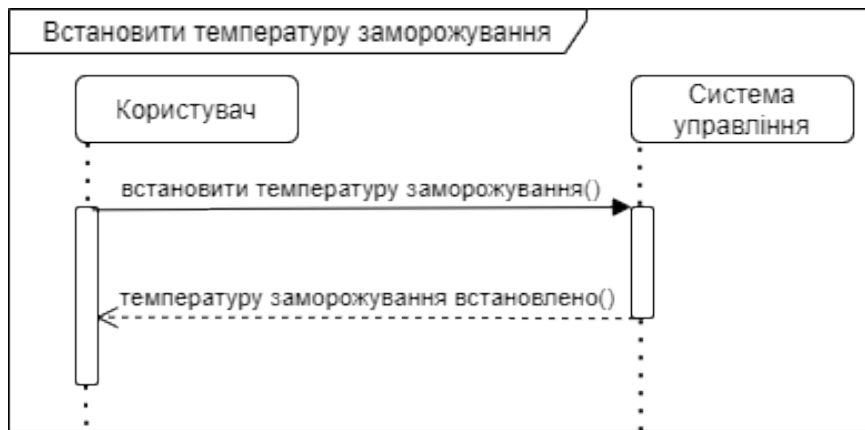 Встановити температуру заморожування
Користувач
Система
управління
встановити температуру заморожування()
температуру заморожування встановлено()